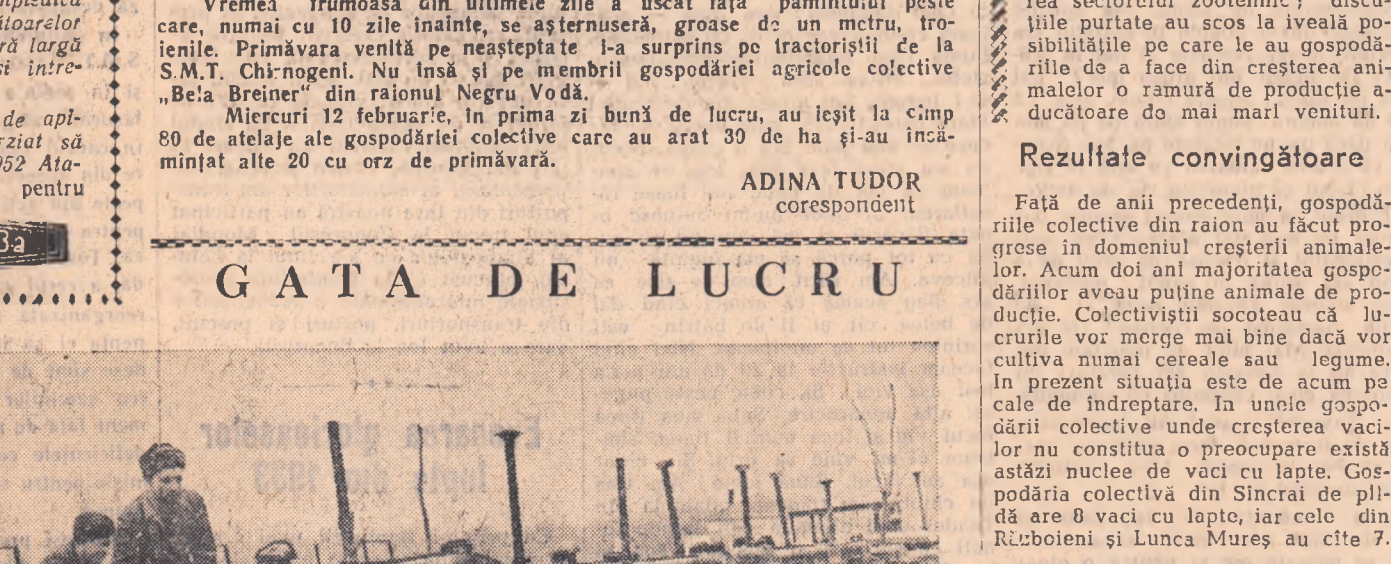 de apl-
rziat să
952 Ata-
pentru
3a
Vremea frumoasă din ultimele zile a uscat fața pămîntului peste
care, numai cu 10 zile înainte, se așternuseră, groase de un metru, tro-
ienile. Primăvara venită pe neașteptate i-a surprins pe tractoriștii de la
S.M.T. Chirnogeni. Nu însă și pe membrii gospodăriei agricole colective
„Bela Breiner“ din raionul Negru Vodă.
Miercuri 12 februarie, în prima zi bună de lucru, au ieșit la cîmp
80 de atelaje ale gospodăriei colective care au arat 30 de ha și-au însă-
mînțat alte 20 cu orz de primăvară.
ADINA TUDOR
corespondent
GATA DE LUCRU
rea sectorului zootehnic; discu-
țiile purtate au scos la iveală po-
sibilitățile pe care le au gospodă-
riile de a face din creșterea ani-
malelor o ramură de producție a-
ducătoare de mai mari venituri.
Rezultate convingătoare
Față de anii precedenți, gospodă-
riile colective din raion au făcut pro-
grese în domeniul creșterii animale-
lor. Acum doi ani majoritatea gospo-
dăriilor aveau puține animale de pro-
ducție. Colectiviștii socoteau că lu-
crurile vor merge mai bine dacă vor
cultiva numai cereale sau legume.
In prezent situația este de acum pe
cale de îndreptare. In unele gospo-
dării colective unde creșterea vaci-
lor nu constitua o preocupare există
astăzi nuclee de vaci cu lapte. Gos-
podăria colectivă din Sincrai de pil-
dă are 8 vaci cu lapte, iar cele din
Războieni și Lunca Mureș au cîte 7.